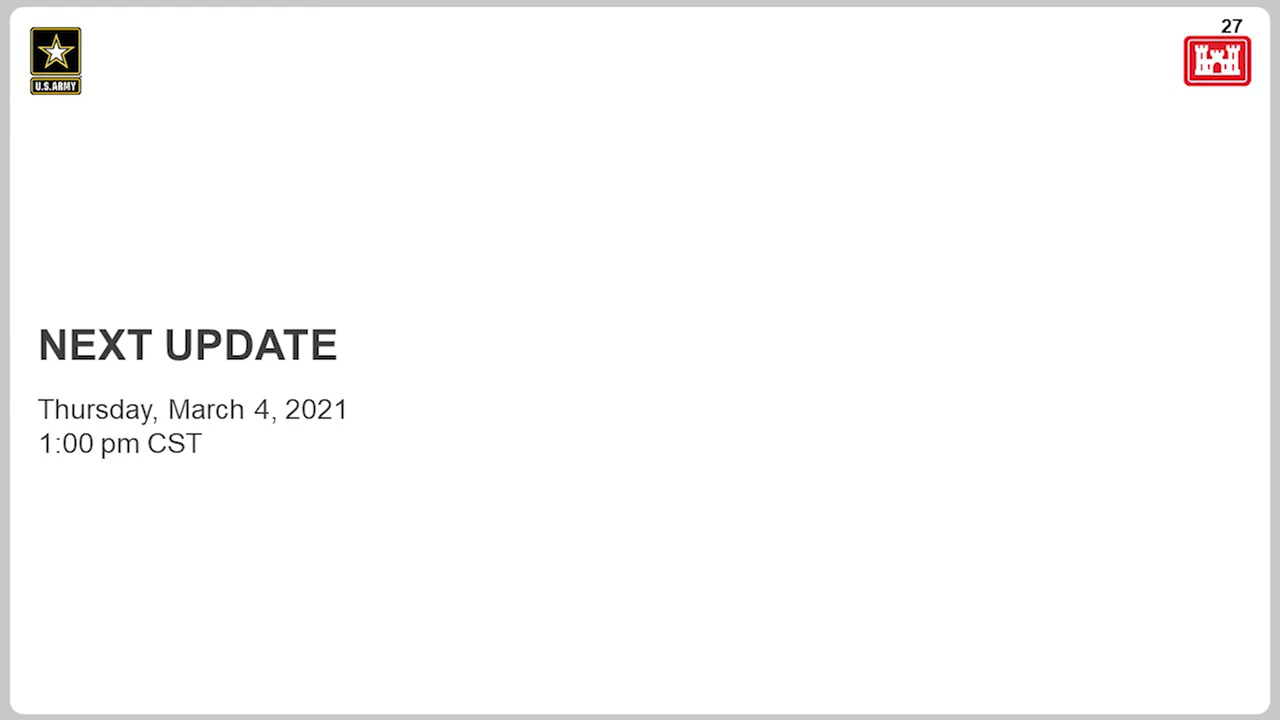 27
U.S.ARMY
NEXT UPDATE
Thursday, March 4, 2021
1:00 pm CST